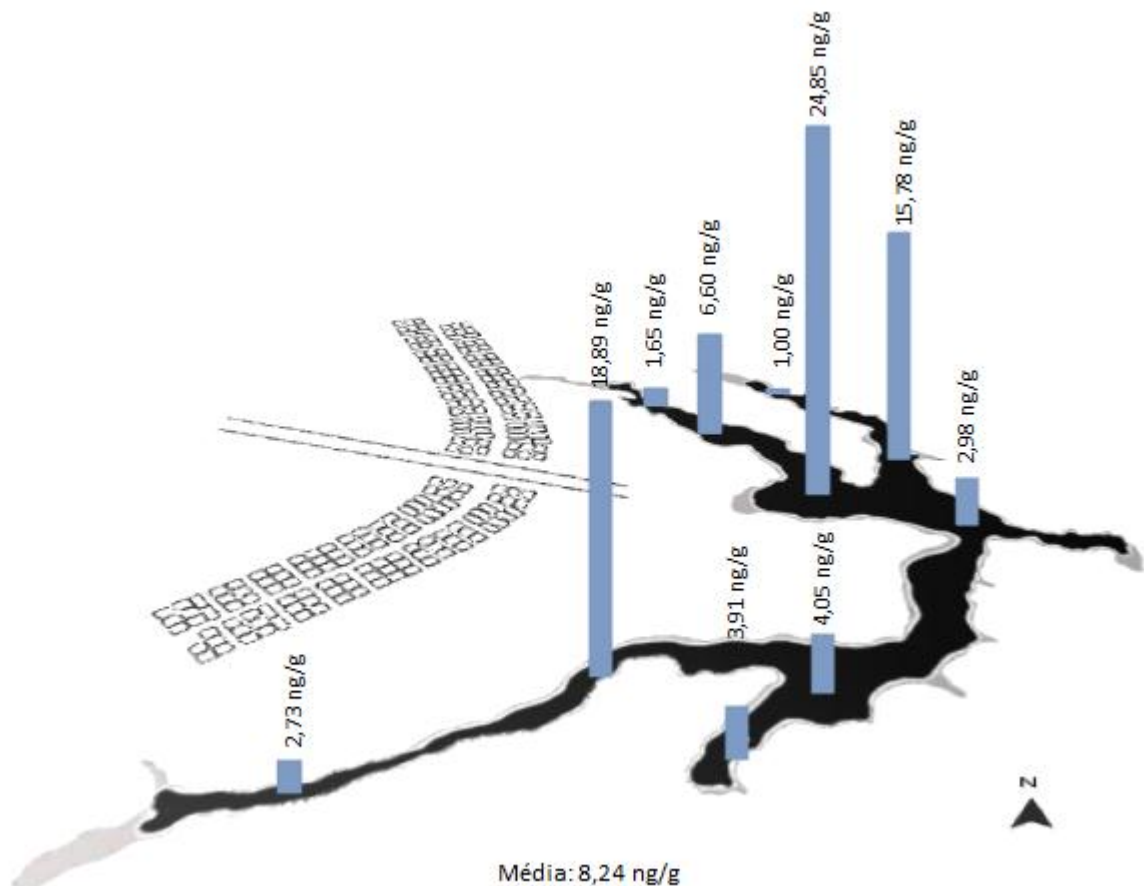 24,85 ng/g
15,78 ng/g
6,60 ng/g
18,89 ng/g
1,65 ng/g
1,00 ng/g
2,98 ng/g
3,91 ng/g
4,05 ng/g
2,73 ng/g
N
Média: 8,24 ng/g